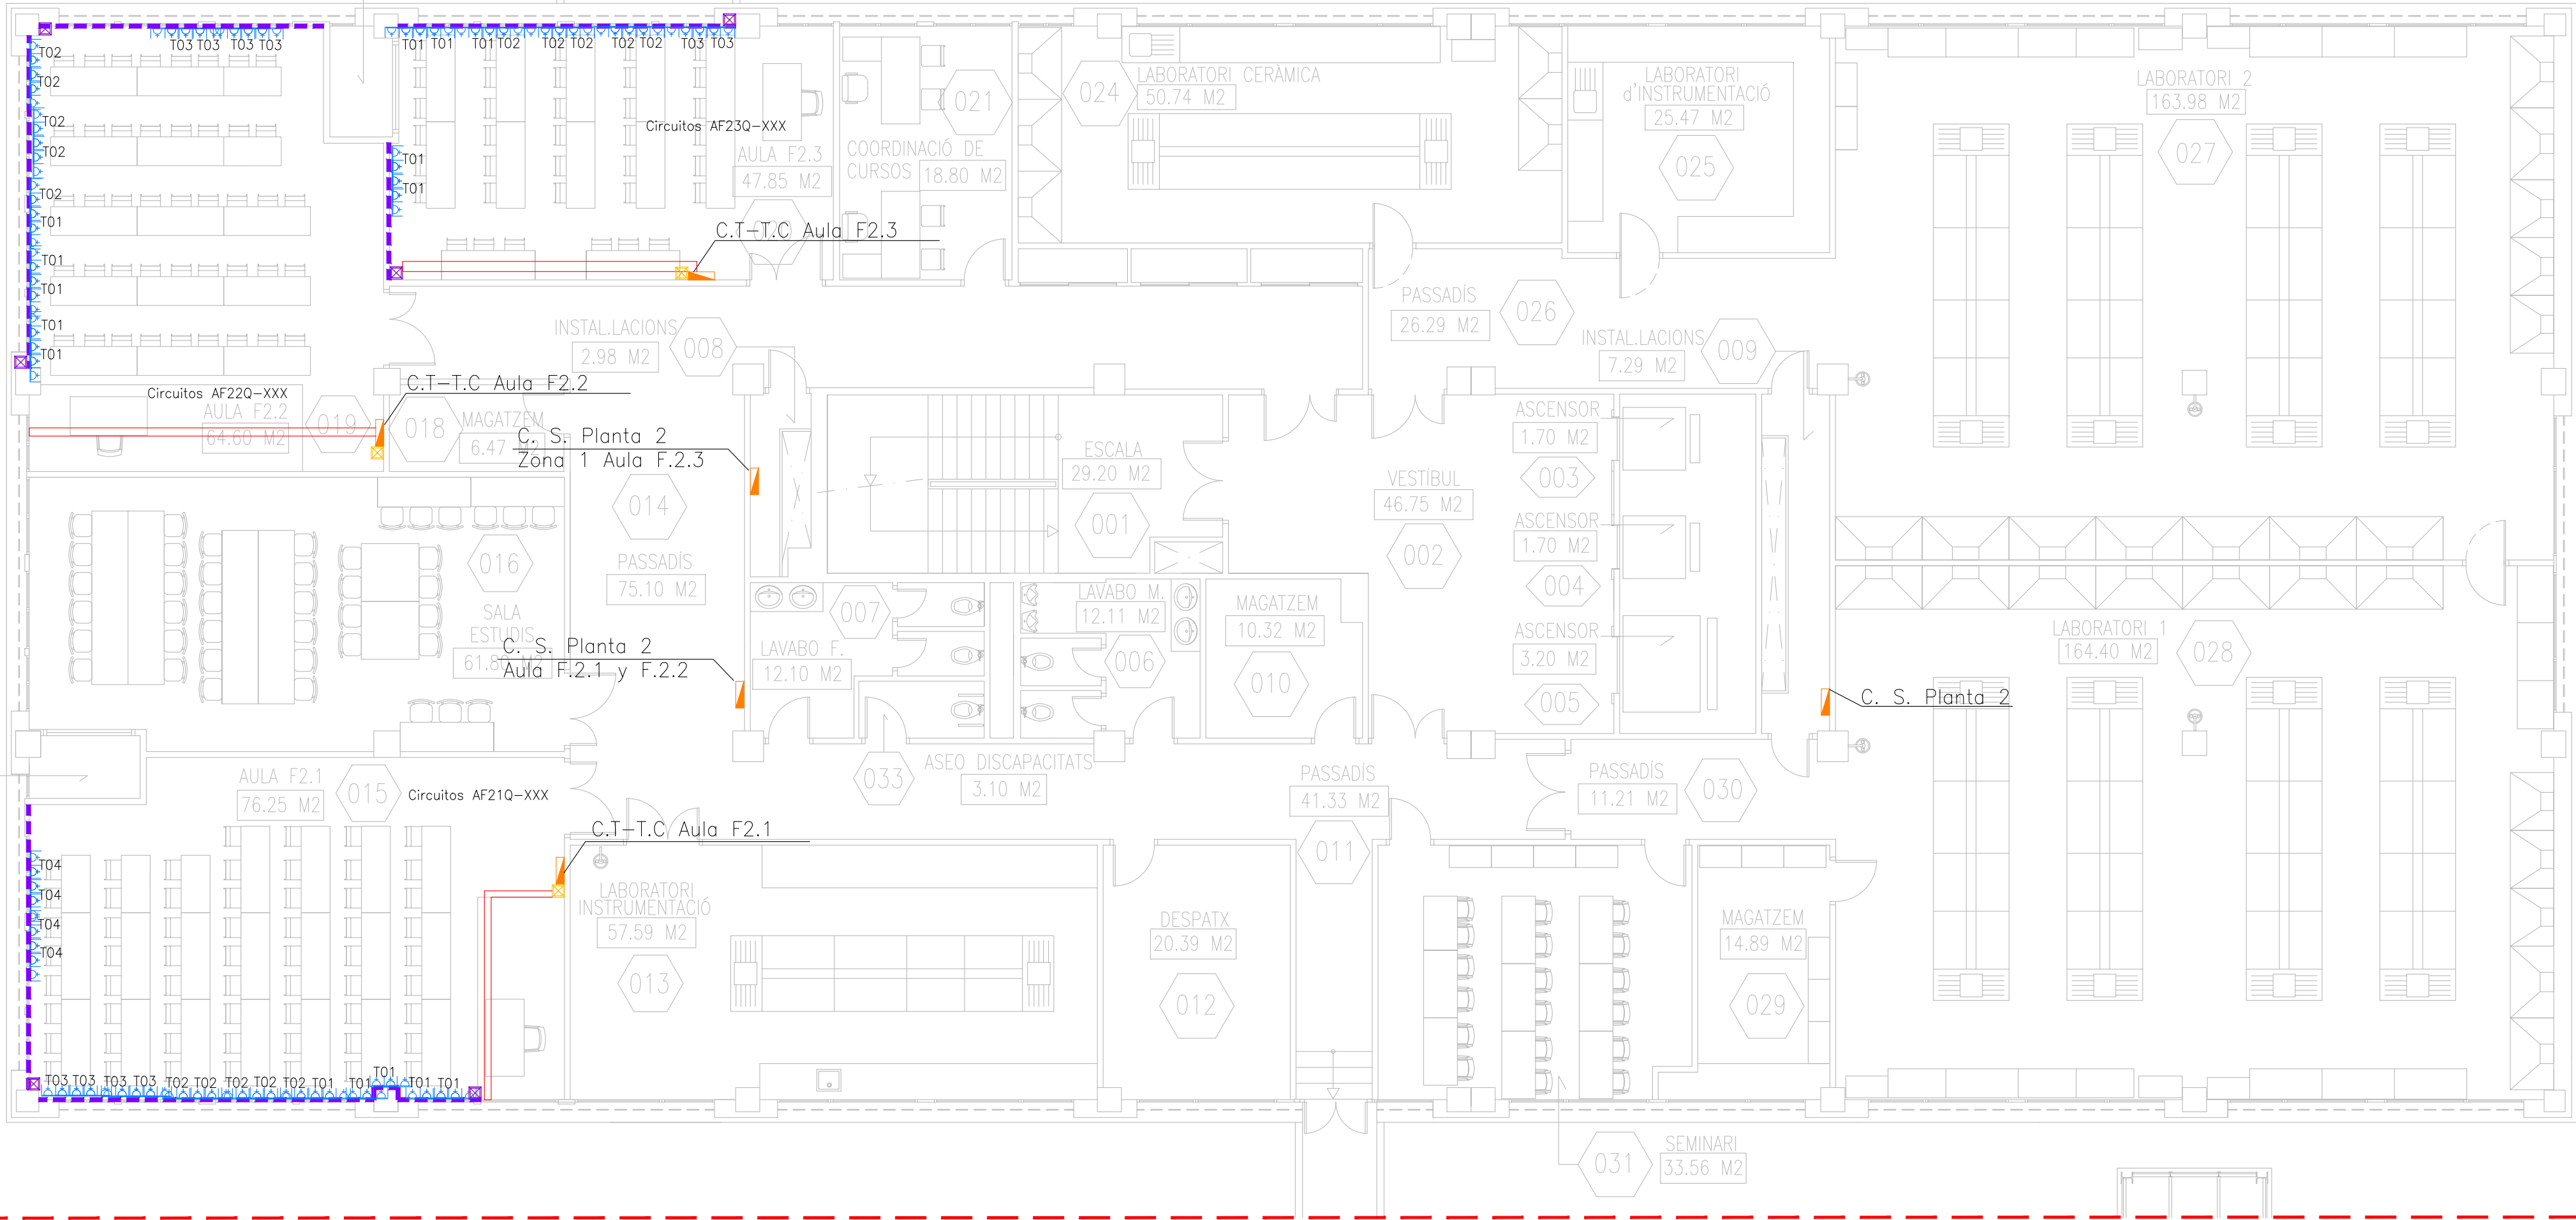 T03 T03 T03 T03
T01 T01 T01 T02 T02 T02 T02 T02 T03 T03
T02
T02
T02
T02
T02
T01
T01
T01
T01
T01
Circuitos AF23Q-XXX
T01
T01
AULA F2.3
47.85 M2
COORDINACIÓ DE
CURSOS 18.80 M2
021
024
LABORATORI CERÀMICA
50.74 M2
LABORATORI
d'INSTRUMENTACIÓ
25.47 M2
025
LABORATORI 2
163.98 M2
027
C.T-T.C Aula F2.3
PASSADÍS
26.29 M2
026
INSTAL.LACIONS
2.98 M2
008
INSTAL.LACIONS
7.29 M2
009
Circuitos AF22Q-XXX
AULA F2.2
64.60 M2
019
C.T-T.C Aula F2.2
018
MAGATZEM
6.47 M2
C. S. Planta 2
Zona 1 Aula F.2.3
ESCALA
29.20 M2
001
VESTÍBUL
46.75 M2
002
ASCENSOR
1.70 M2
003
ASCENSOR
1.70 M2
004
ASCENSOR
3.20 M2
005
014
PASSADÍS
75.10 M2
016
SALA
ESTUDIS
C. S. Planta 2
Aula F.2.1 y F.2.2
007
LAVABO F.
12.10 M2
LAVABO M.
12.11 M2
006
MAGATZEM
10.32 M2
010
LABORATORI 1
164.40 M2
028
C. S. Planta 2
AULA F2.1
76.25 M2
015
Circuitos AF21Q-XXX
033
ASEO DISCAPACITATS
3.10 M2
PASSADÍS
41.33 M2
011
PASSADÍS
11.21 M2
030
C.T-T.C Aula F2.1
T04
T04
T04
T04
LABORATORI
INSTRUMENTACIÓ
57.59 M2
013
DESPATX
20.39 M2
012
MAGATZEM
14.89 M2
029
T03 T03 T03 T03 T02 T02 T02 T02 T02 T01 T01 T01 T01 T01
031
SEMINARI
33.56 M2